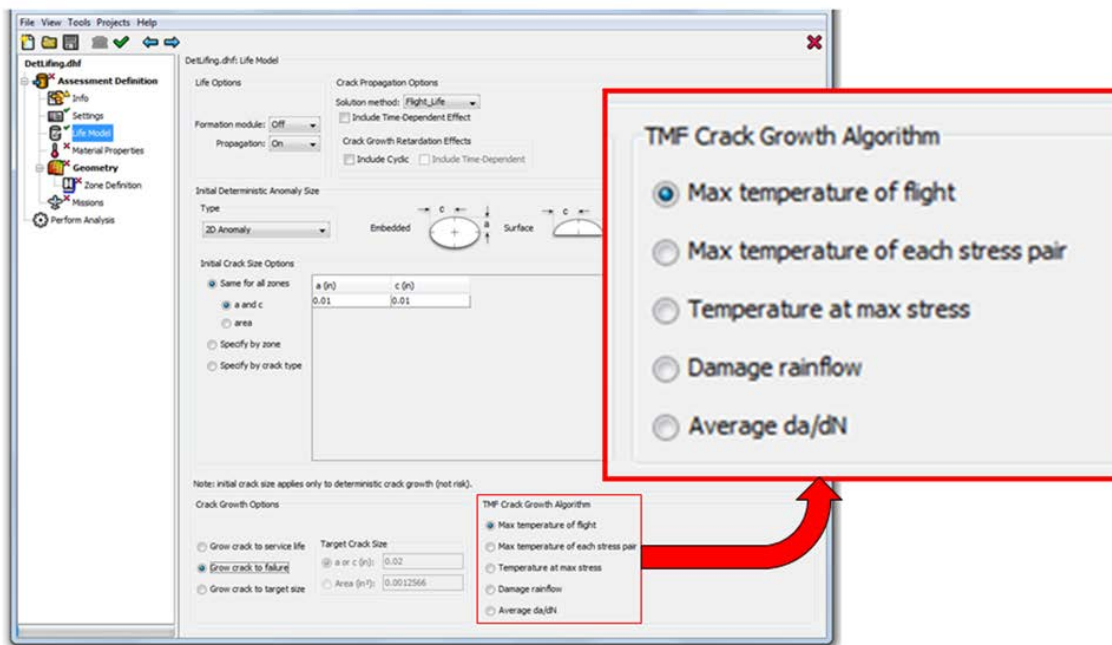 File View Tools Projects Help
DetLifing.dhf
Assessment Definition
Info
Settings
Life Model
Material Properties
Geometry
Zone Definition
Missions
Perform Analysis
DetLifing.dhf: Life Model
Life Options
Formation module: Off
Propagation: On
Crack Propagation Options
Solution method: Flight_Life
Include Time-Dependent Effect
Crack Growth Retardation Effects
Include Cyclic Include Time-Dependent
Initial Deterministic Anomaly Size
Type
2D Anomaly
Embedded
c
a
Surface
c
Initial Crack Size Options
Same for all zones
a and c
area
Specify by zone
Specify by crack type
a (in) c (in)
0.01 0.01
Note: initial crack size applies only to deterministic crack growth (not risk).
Crack Growth Options
Grow crack to service life
Grow crack to failure
Grow crack to target size
Target Crack Size
a or c (in): 0.02
Area (in²): 0.0012566
TMF Crack Growth Algorithm
Max temperature of flight
Max temperature of each stress pair
Temperature at max stress
Damage rainflow
Average da/dN
TMF Crack Growth Algorithm
Max temperature of flight
Max temperature of each stress pair
Temperature at max stress
Damage rainflow
Average da/dN